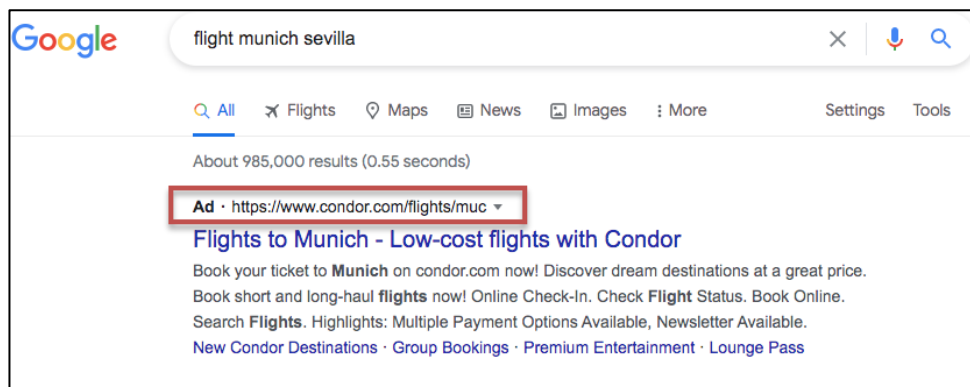 Google
flight munich sevilla
All Flights Maps News Images More Settings Tools
About 985,000 results (0.55 seconds)
Ad · https://www.condor.com/flights/muc
Flights to Munich - Low-cost flights with Condor
Book your ticket to Munich on condor.com now! Discover dream destinations at a great price.
Book short and long-haul flights now! Online Check-In. Check Flight Status. Book Online.
Search Flights. Highlights: Multiple Payment Options Available, Newsletter Available.
New Condor Destinations · Group Bookings · Premium Entertainment · Lounge Pass